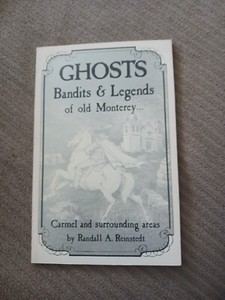 GHOSTS
Bandits & Legends
of old Monterey...
Carmel and surrounding areas
by Randall A. Reinstedt